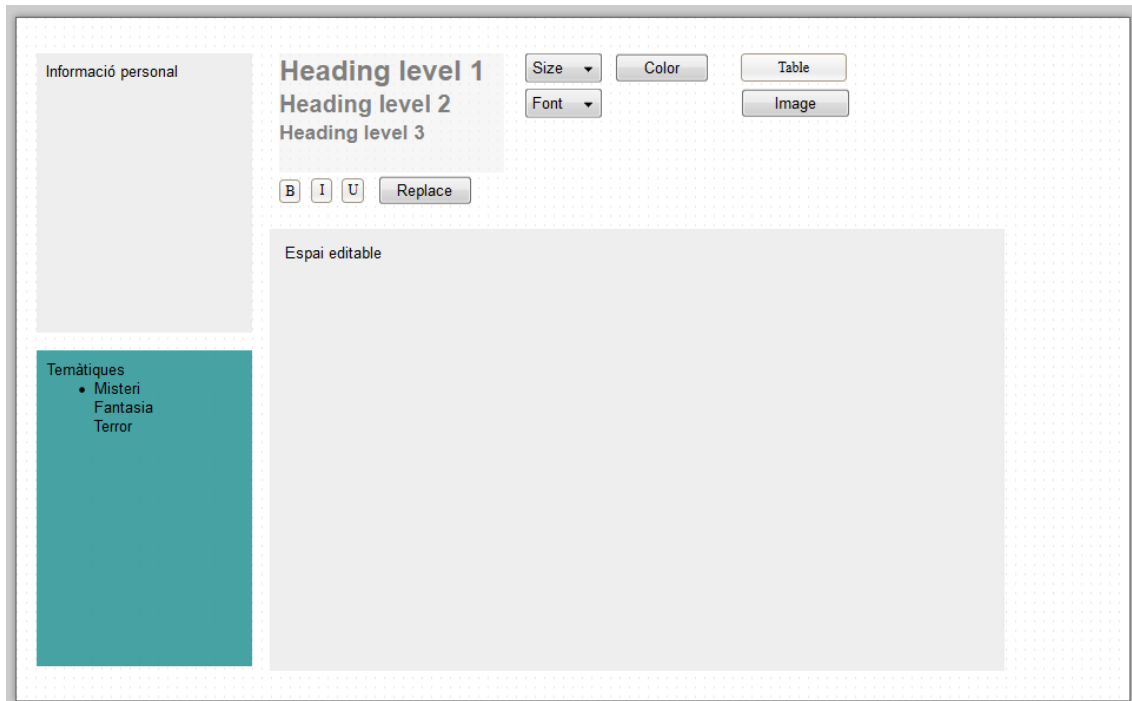 Informació personal
Heading level 1
Heading level 2
Heading level 3
Size
Color
Table
Font
Image
B I U Replace
Espai editable
Temàtiques
Misteri
Fantasia
Terror